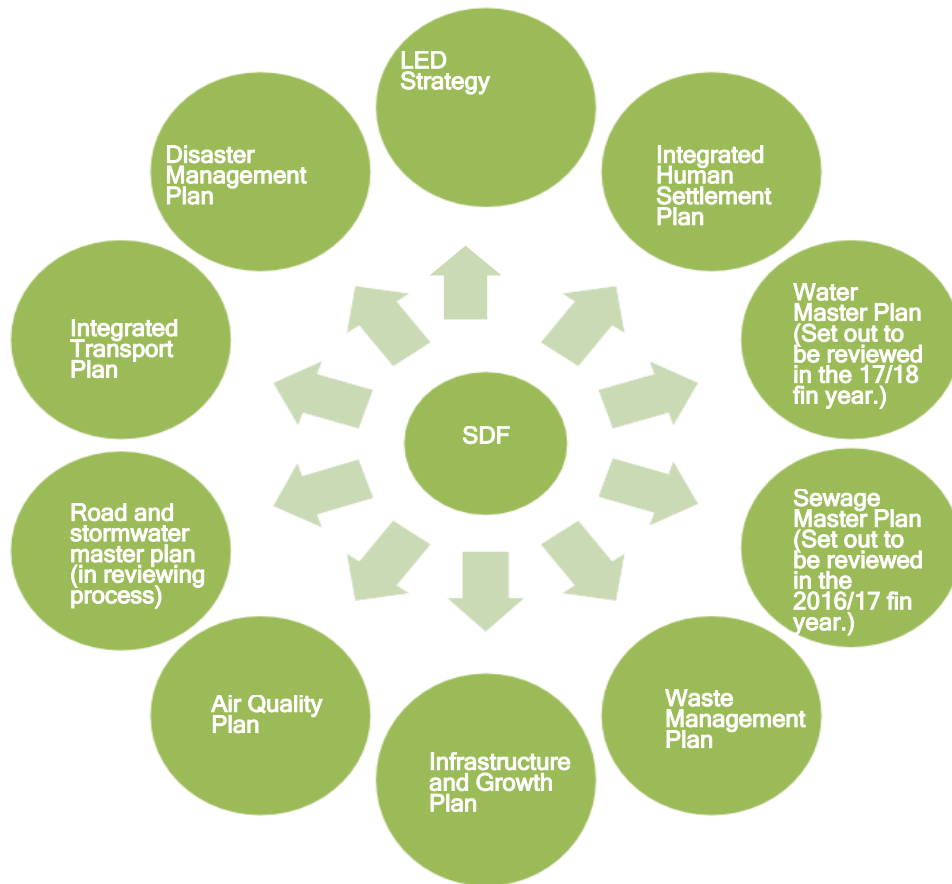 LED
Strategy
Integrated
Human
Settlement
Plan
Water
Master Plan
(Set out to
be reviewed
in the 17/18
fin year.)
Sewage
Master Plan
(Set out to
be reviewed
in the
2016/17 fin
year.)
Waste
Management
Plan
Infrastructure
and Growth
Plan
Air Quality
Plan
Road and
stormwater
master plan
(in reviewing
process)
Integrated
Transport
Plan
Disaster
Management
Plan
SDF